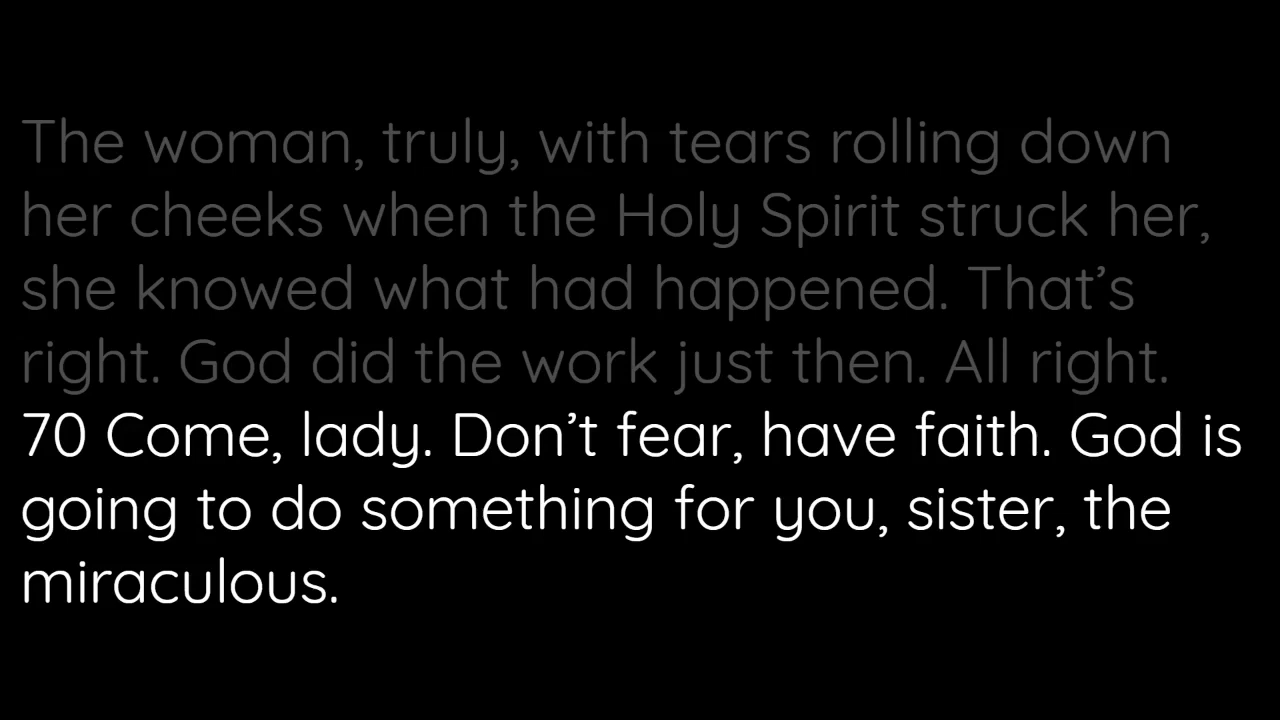 The woman, truly, with tears rolling down
her cheeks when the Holy Spirit struck her,
she knowed what had happened. That’s
right. God did the work just then. All right.
70 Come, lady. Don’t fear, have faith. God is
going to do something for you, sister, the
miraculous.